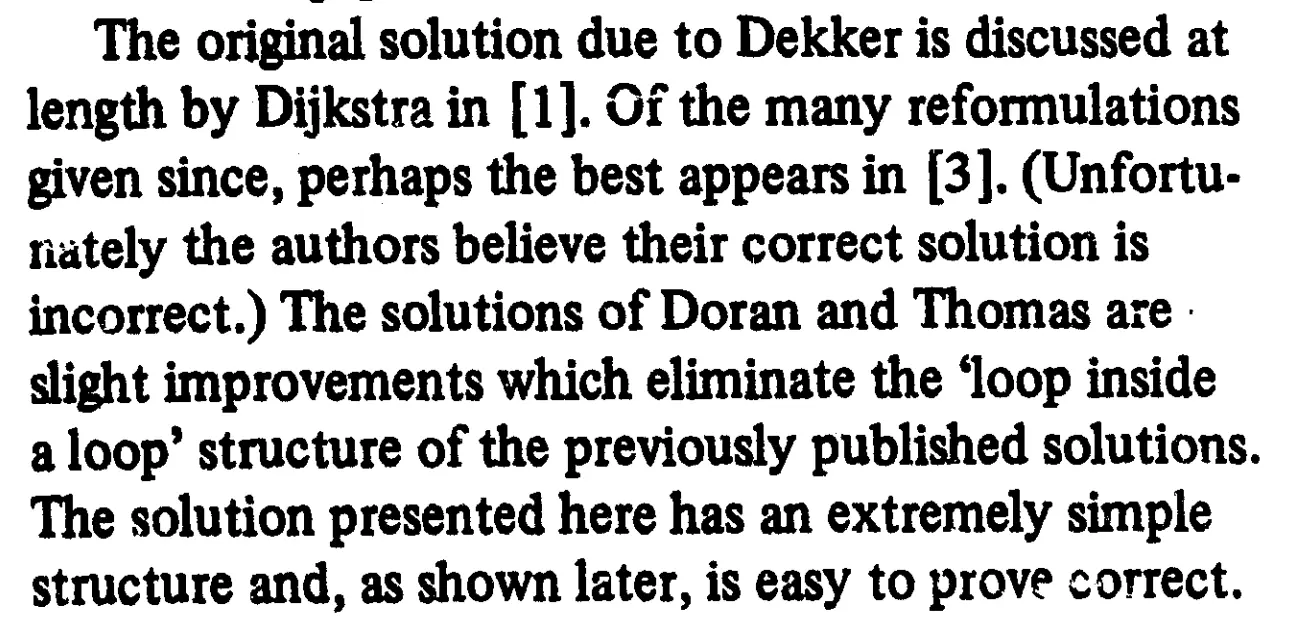 The original solution due to Dekker is discussed at
length by Dijkstra in [1]. Of the many reformulations
given since, perhaps the best appears in [3]. (Unfortu-
nately the authors believe their correct solution is
incorrect.) The solutions of Doran and Thomas are
slight improvements which eliminate the ‘loop inside
a loop’ structure of the previously published solutions.
The solution presented here has an extremely simple
structure and, as shown later, is easy to prove correct.